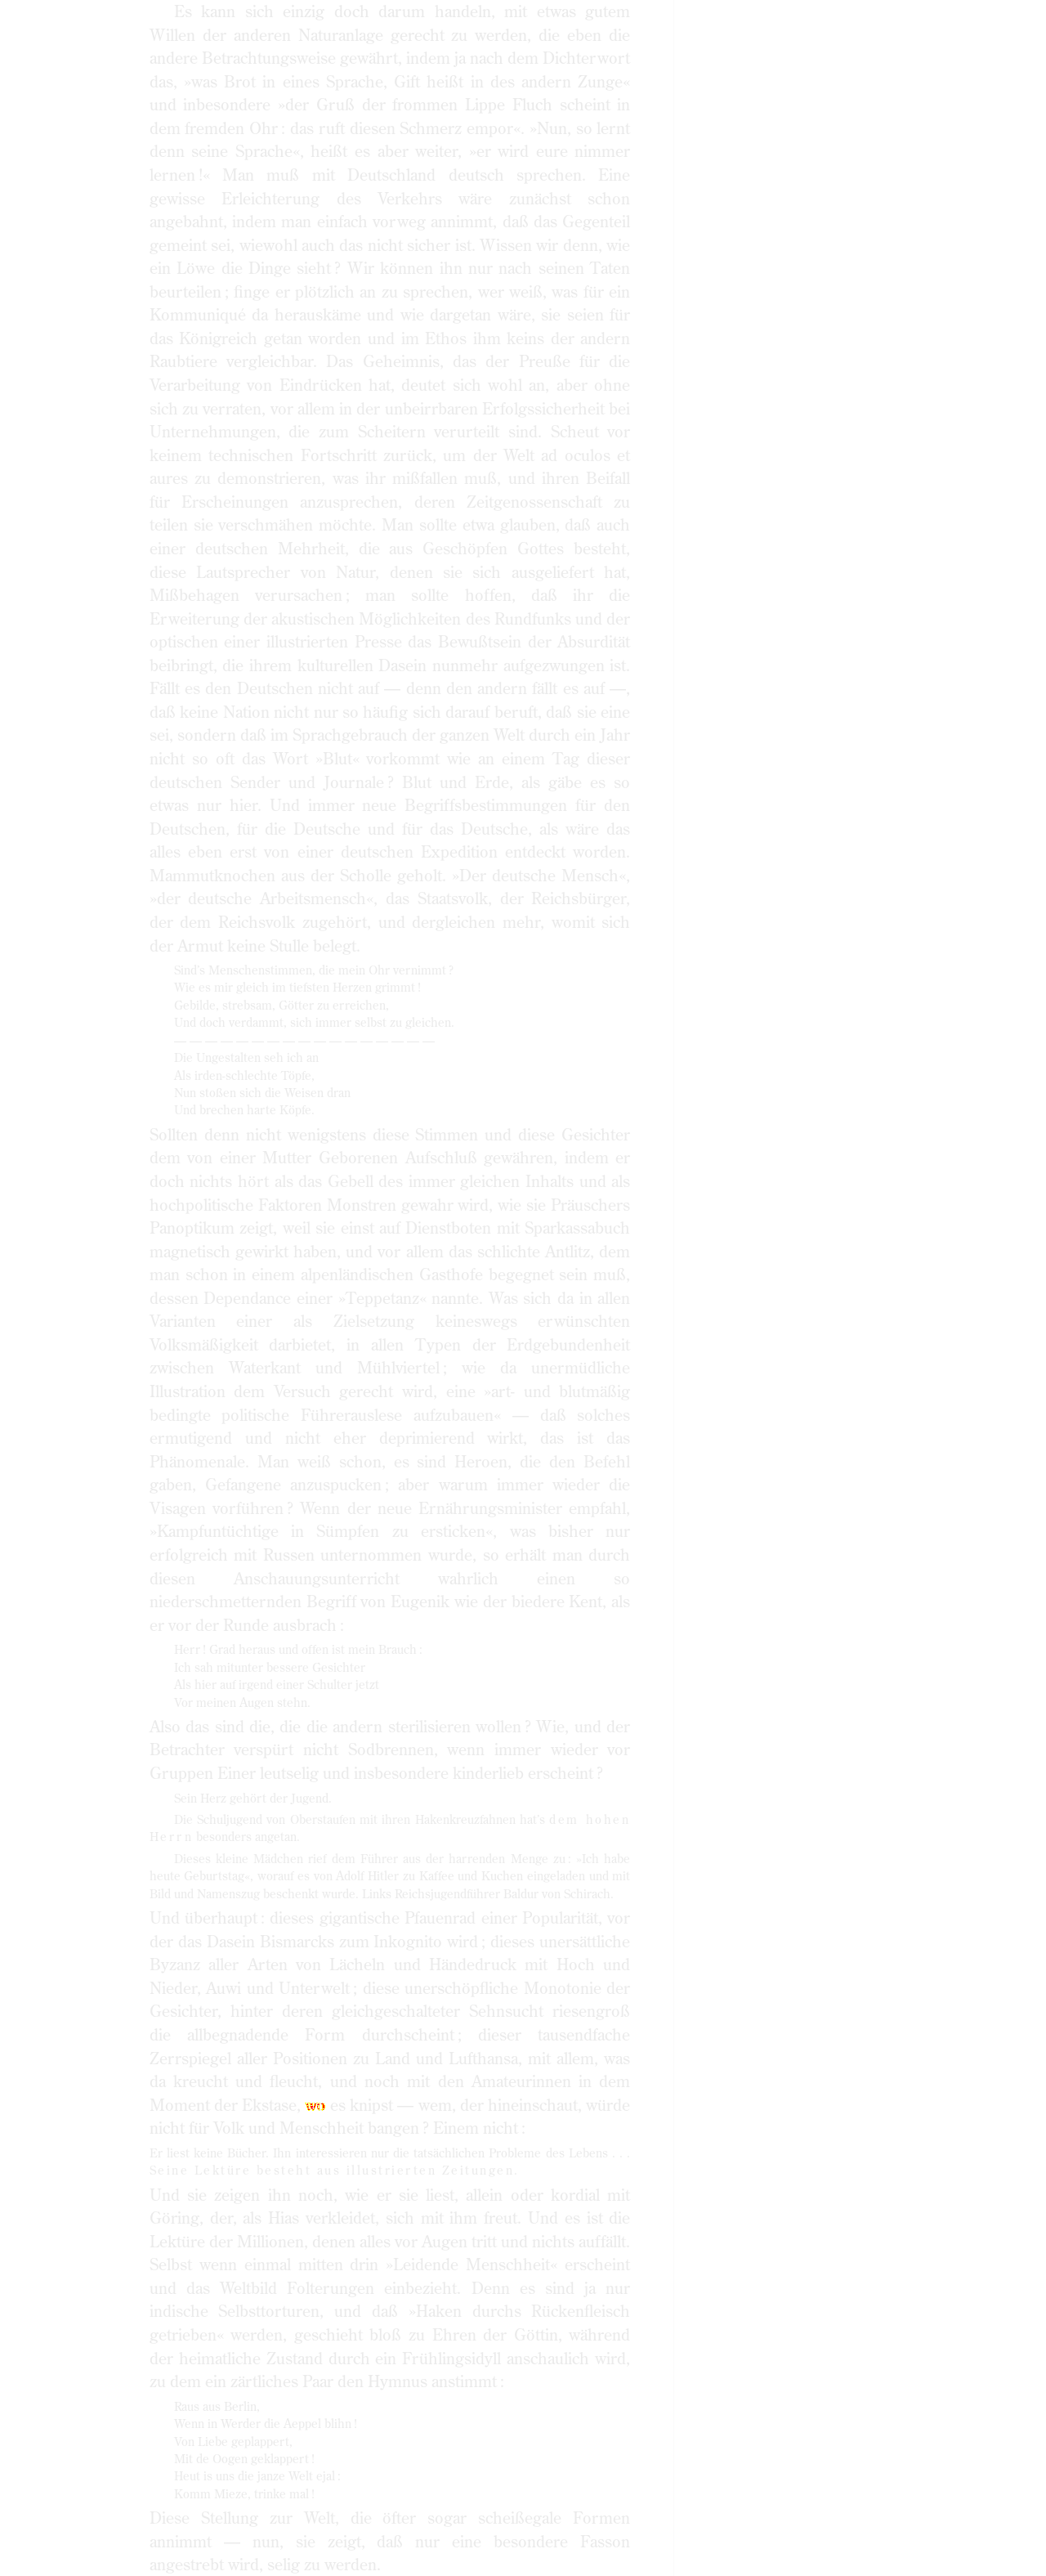 Es kann sich einzig doch darum handeln, mit etwas gutem
Willen der anderen Naturanlage gerecht zu werden, die eben die
andere Betrachtungsweise gewährt, indem ja nach dem Dichterwort
das, »was Brot in eines Sprache, Gift heißt in des andern Zunge«
und inbesondere »der Gruß der frommen Lippe Fluch scheint in
dem fremden Ohr : das ruft diesen Schmerz empor«. »Nun, so lernt
denn seine Sprache«, heißt es aber weiter, »er wird eure nimmer
lernen !« Man muß mit Deutschland deutsch sprechen. Eine
gewisse Erleichterung des Verkehrs wäre zunächst schon
angebahnt, indem man einfach vorweg annimmt, daß das Gegenteil
gemeint sei, wiewohl auch das nicht sicher ist. Wissen wir denn, wie
ein Löwe die Dinge sieht ? Wir können ihn nur nach seinen Taten
beurteilen ; finge er plötzlich an zu sprechen, wer weiß, was für ein
Kommuniqué da herauskäme und wie dargetan wäre, sie seien für
das Königreich getan worden und im Ethos ihm keins der andern
Raubtiere vergleichbar. Das Geheimnis, das der Preuße für die
Verarbeitung von Eindrücken hat, deutet sich wohl an, aber ohne
sich zu verraten, vor allem in der unbeirrbaren Erfolgssicherheit bei
Unternehmungen, die zum Scheitern verurteilt sind. Scheut vor
keinem technischen Fortschritt zurück, um der Welt ad oculos et
aures zu demonstrieren, was ihr mißfallen muß, und ihren Beifall
für Erscheinungen anzusprechen, deren Zeitgenossenschaft zu
teilen sie verschmähen möchte. Man sollte etwa glauben, daß auch
einer deutschen Mehrheit, die aus Geschöpfen Gottes besteht,
diese Lautsprecher von Natur, denen sie sich ausgeliefert hat,
Mißbehagen verursachen ; man sollte hoffen, daß ihr die
Erweiterung der akustischen Möglichkeiten des Rundfunks und der
optischen einer illustrierten Presse das Bewußtsein der Absurdität
beibringt, die ihrem kulturellen Dasein nunmehr aufgezwungen ist.
Fällt es den Deutschen nicht auf — denn den andern fällt es auf —,
daß keine Nation nicht nur so häufig sich darauf beruft, daß sie eine
sei, sondern daß im Sprachgebrauch der ganzen Welt durch ein Jahr
nicht so oft das Wort »Blut« vorkommt wie an einem Tag dieser
deutschen Sender und Journale ? Blut und Erde, als gäbe es so
etwas nur hier. Und immer neue Begriffsbestimmungen für den
Deutschen, für die Deutsche und für das Deutsche, als wäre das
alles eben erst von einer deutschen Expedition entdeckt worden.
Mammutknochen aus der Scholle geholt. »Der deutsche Mensch«,
»der deutsche Arbeitsmensch«, das Staatsvolk, der Reichsbürger,
der dem Reichsvolk zugehört, und dergleichen mehr, womit sich
der Armut keine Stulle belegt.
Sind's Menschenstimmen, die mein Ohr vernimmt ?
Wie es mir gleich im tiefsten Herzen grimmt !
Gebilde, strebsam, Götter zu erreichen,
Und doch verdammt, sich immer selbst zu gleichen.
— — — — — — — — — — — — — — — — —
Die Ungestalten seh ich an
Als irden-schlechte Töpfe,
Nun stoßen sich die Weisen dran
Und brechen harte Köpfe.
Sollten denn nicht wenigstens diese Stimmen und diese Gesichter
dem von einer Mutter Geborenen Aufschluß gewähren, indem er
doch nichts hört als das Gebell des immer gleichen Inhalts und als
hochpolitische Faktoren Monstren gewahr wird, wie sie Präuschers
Panoptikum zeigt, weil sie einst auf Dienstboten mit Sparkassabuch
magnetisch gewirkt haben, und vor allem das schlichte Antlitz, dem
man schon in einem alpenländischen Gasthofe begegnet sein muß,
dessen Dependance einer »Teppetanz« nannte. Was sich da in allen
Varianten einer als Zielsetzung keineswegs erwünschten
Volksmäßigkeit darbietet, in allen Typen der Erdgebundenheit
zwischen Waterkant und Mühlviertel ; wie da unermüdliche
Illustration dem Versuch gerecht wird, eine »art- und blutmäßig
bedingte politische Führerauslese aufzubauen« — daß solches
ermutigend und nicht eher deprimierend wirkt, das ist das
Phänomenale. Man weiß schon, es sind Heroen, die den Befehl
gaben, Gefangene anzuspucken ; aber warum immer wieder die
Visagen vorführen ? Wenn der neue Ernährungsminister empfahl,
»Kampfuntüchtige in Sümpfen zu ersticken«, was bisher nur
erfolgreich mit Russen unternommen wurde, so erhält man durch
diesen Anschauungsunterricht wahrlich einen so
niederschmetternden Begriff von Eugenik wie der biedere Kent, als
er vor der Runde ausbrach :
Herr ! Grad heraus und offen ist mein Brauch :
Ich sah mitunter bessere Gesichter
Als hier auf irgend einer Schulter jetzt
Vor meinen Augen stehn.
Also das sind die, die die andern sterilisieren wollen ? Wie, und der
Betrachter verspürt nicht Sodbrennen, wenn immer wieder vor
Gruppen Einer leutselig und insbesondere kinderlieb erscheint ?
Sein Herz gehört der Jugend.
Die Schuljugend von Oberstaufen mit ihren Hakenkreuzfahnen hat's dem hohen
Herrn besonders angetan.
Dieses kleine Mädchen rief dem Führer aus der harrenden Menge zu : »Ich habe
heute Geburtstag«, worauf es von Adolf Hitler zu Kaffee und Kuchen eingeladen und mit
Bild und Namenszug beschenkt wurde. Links Reichsjugendführer Baldur von Schirach.
Und überhaupt : dieses gigantische Pfauenrad einer Popularität, vor
der das Dasein Bismarcks zum Inkognito wird ; dieses unersättliche
Byzanz aller Arten von Lächeln und Händedruck mit Hoch und
Nieder, Auwi und Unterwelt ; diese unerschöpfliche Monotonie der
Gesichter, hinter deren gleichgeschalteter Sehnsucht riesengroß
die allbegnadende Form durchscheint ; dieser tausendfache
Zerrspiegel aller Positionen zu Land und Lufthansa, mit allem, was
da kreucht und fleucht, und noch mit den Amateurinnen in dem
Moment der Ekstase, wo es knipst — wem, der hineinschaut, würde
nicht für Volk und Menschheit bangen ? Einem nicht :
Er liest keine Bücher. Ihn interessieren nur die tatsächlichen Probleme des Lebens . . .
Seine Lektüre besteht aus illustrierten Zeitungen.
Und sie zeigen ihn noch, wie er sie liest, allein oder kordial mit
Göring, der, als Hias verkleidet, sich mit ihm freut. Und es ist die
Lektüre der Millionen, denen alles vor Augen tritt und nichts auffällt.
Selbst wenn einmal mitten drin »Leidende Menschheit« erscheint
und das Weltbild Folterungen einbezieht. Denn es sind ja nur
indische Selbsttorturen, und daß »Haken durchs Rückenfleisch
getrieben« werden, geschieht bloß zu Ehren der Göttin, während
der heimatliche Zustand durch ein Frühlingsidyll anschaulich wird,
zu dem ein zärtliches Paar den Hymnus anstimmt :
Raus aus Berlin,
Wenn in Werder die Aeppel blühn !
Von Liebe geplappert,
Mit de Oogen geklappert !
Heut is uns die janze Welt ejal :
Komm Mieze, trinke mal !
Diese Stellung zur Welt, die öfter sogar scheißegale Formen
annimmt — nun, sie zeigt, daß nur eine besondere Fasson
angestrebt wird, selig zu werden.